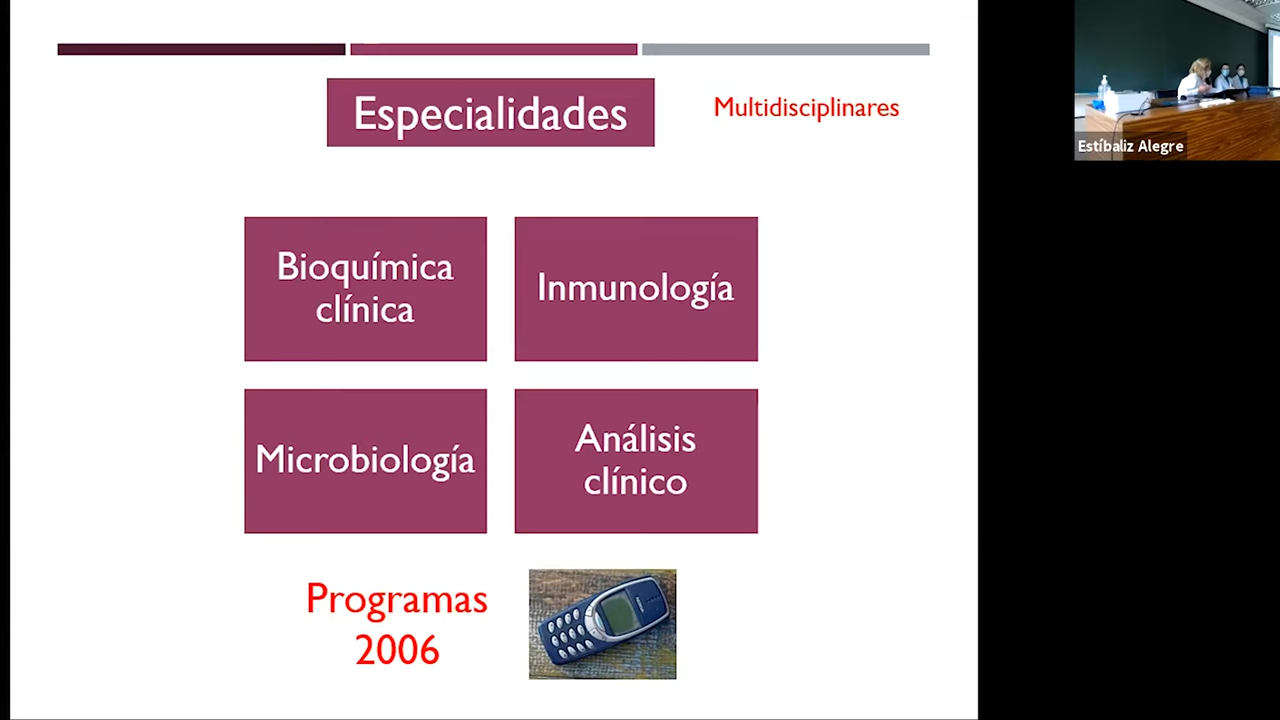 Especialidades
Multidisciplinares
Estíbaliz Alegre
Bioquímica
clínica
Inmunología
Microbiología
Análisis
clínico
Programas
2006